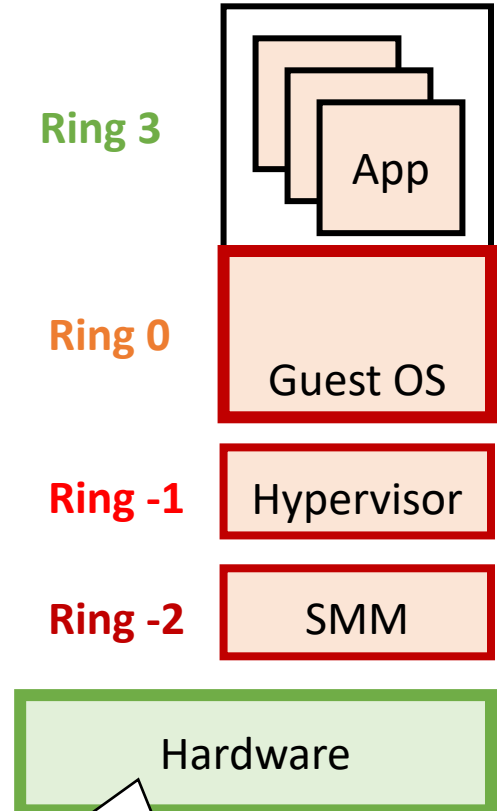 Ring 3
App
Ring 0
Guest OS
Ring -1
Hypervisor
Ring -2
SMM
Hardware